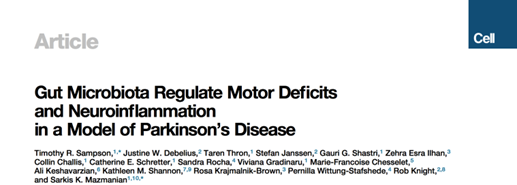 Article
Cell
Gut Microbiota Regulate Motor Deficits
and Neuroinflammation
in a Model of Parkinson's Disease
Timothy R. Sampson,1,* Justine W. Debelius,2 Taren Thron,1 Stefan Janssen,2 Gauri G. Shastri,1 Zehra Esra Ilhan,3
Collin Challis,1 Catherine E. Schretter,1 Sandra Rocha,4 Viviana Gradinaru,1 Marie-Francoise Chesselet,5
Ali Keshavarzian,6 Kathleen M. Shannon,7,9 Rosa Krajmalnik-Brown,3 Pernilla Wittung-Stafshede,4 Rob Knight,2,8
and Sarkis K. Mazmanian1,10,*